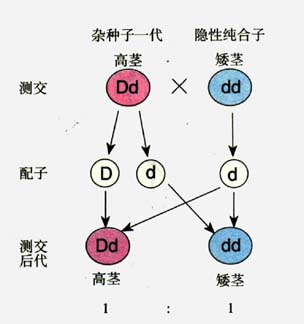 杂种子一代 隐性纯合子
高茎 矮茎
测交 Dd × dd
配子 D d d
测交 Dd dd
后代
高茎 矮茎
1 : 1